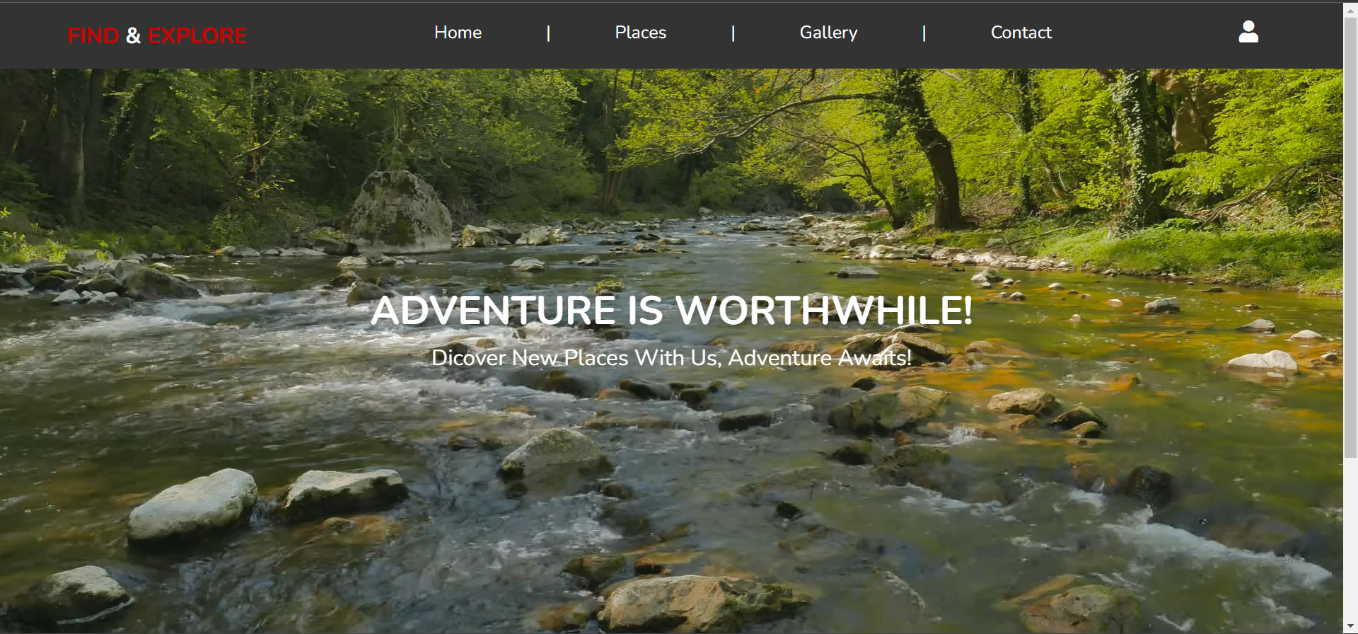 FIND & EXPLORE Home | Places | Gallery | Contact
ADVENTURE IS WORTHWHILE!
Dicover New Places With Us, Adventure Awaits!